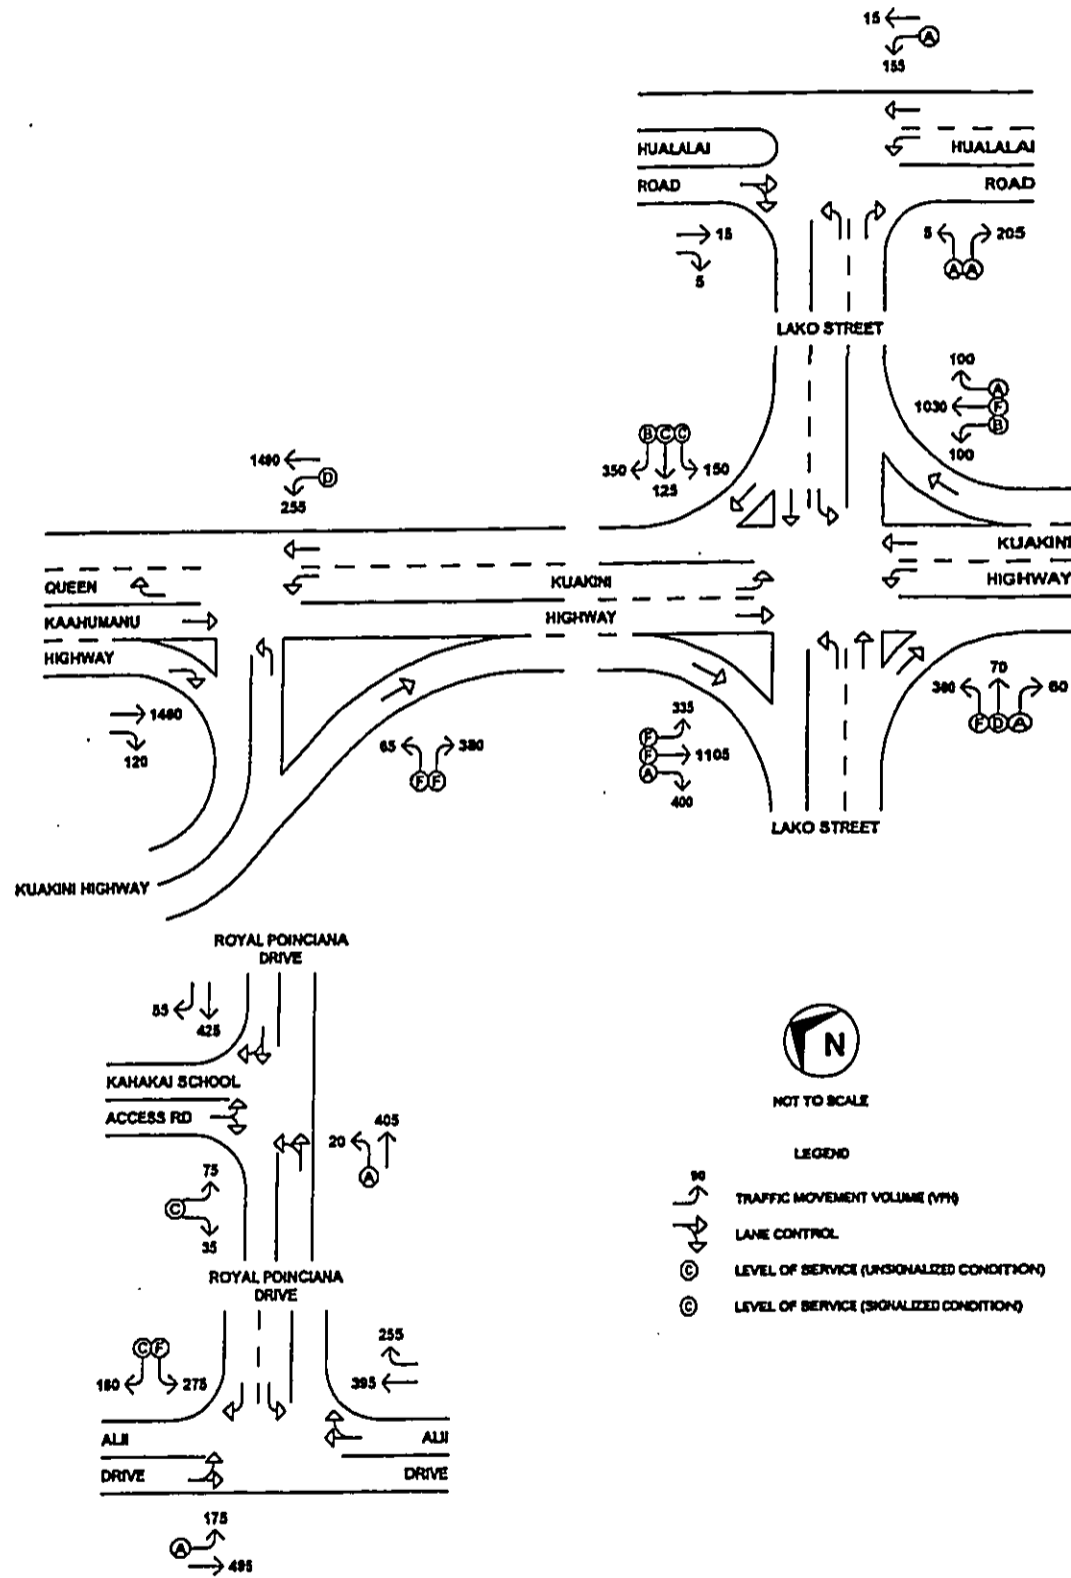 15
A
155
HUALALAI
HUALALAI
ROAD
ROAD
15
5
5
205
A A
LAKO STREET
100
A
1030 F
B
100
B C C
350
150
125
1490
D
255
KUAKINI
HIGHWAY
QUEEN
KAAHUMANU
HIGHWAY
KUAKINI
HIGHWAY
1460
120
65
380
F F
335
F
F 1105
A
400
70
60
F D A
LAKO STREET
KUAKINI HIGHWAY
ROYAL POINCIANA
DRIVE
55
425
KAHAKAI SCHOOL
ACCESS RD
405
20
A
75
C
35
N
NOT TO SCALE
LEGEND
90
TRAFFIC MOVEMENT VOLUME (VPH)
LANE CONTROL
C LEVEL OF SERVICE (UNSIGNALIZED CONDITION)
C LEVEL OF SERVICE (SIGNALIZED CONDITION)
ROYAL POINCIANA
DRIVE
C F
275
255
395
ALII
ALII
DRIVE
DRIVE
175
A
495